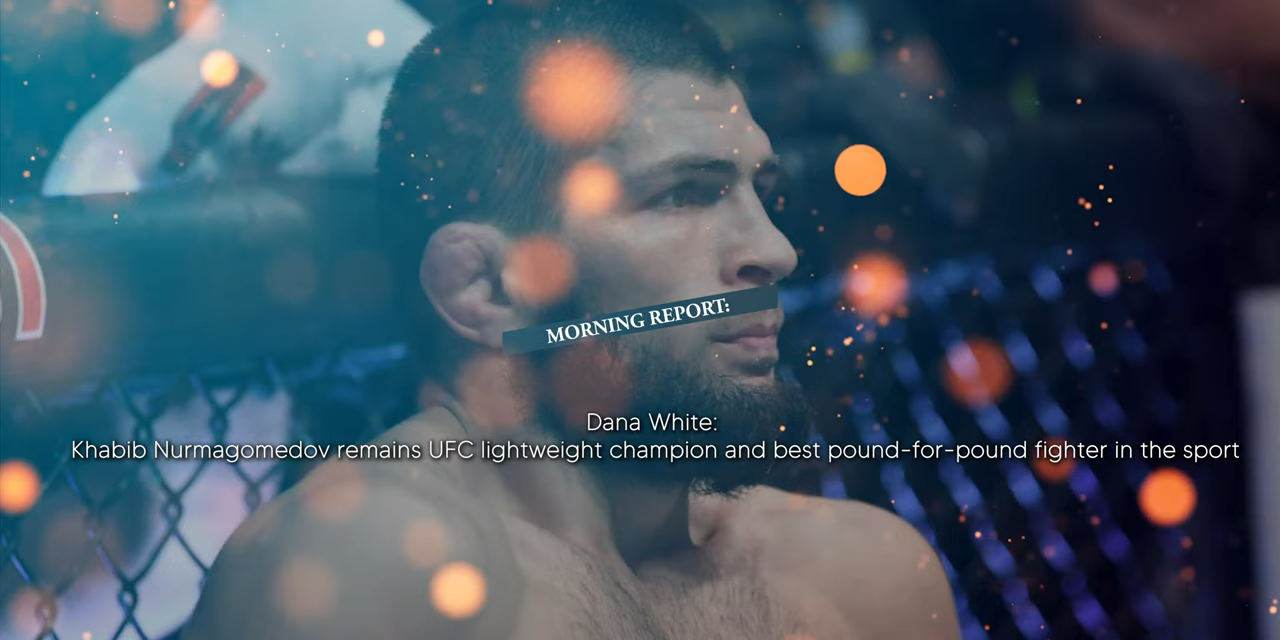 MORNING REPORT:
Dana White:
Khabib Nurmagomedov remains UFC lightweight champion and best pound-for-pound fighter in the sport